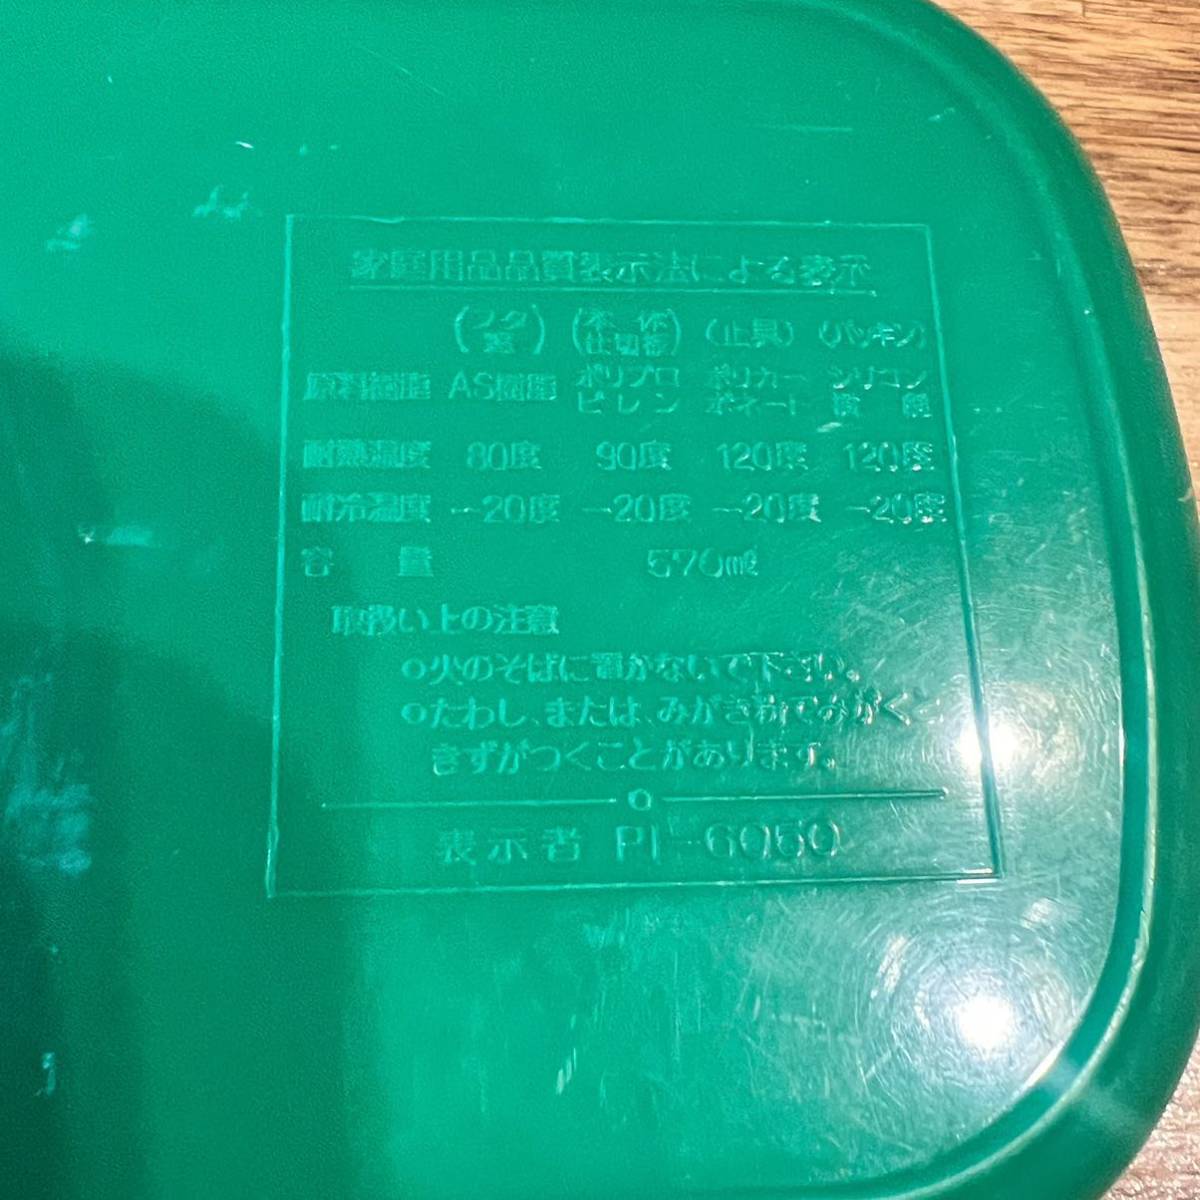 家庭用品品質表示法による表示
(フタ 蓋) (本体 仕切板) (止具) (パッキン)
原料樹脂 AS樹脂 ポリプロピレン ポリカーボネート シリコン樹脂
耐熱温度 80度 90度 120度 120度
耐冷温度 -20度 -20度 -20度 -20度
容量 570mℓ
取扱い上の注意
○火のそばに置かないで下さい。
○たわし、または、みがき粉でみがくと
きずがつくことがあります。
表示者 PI-6050